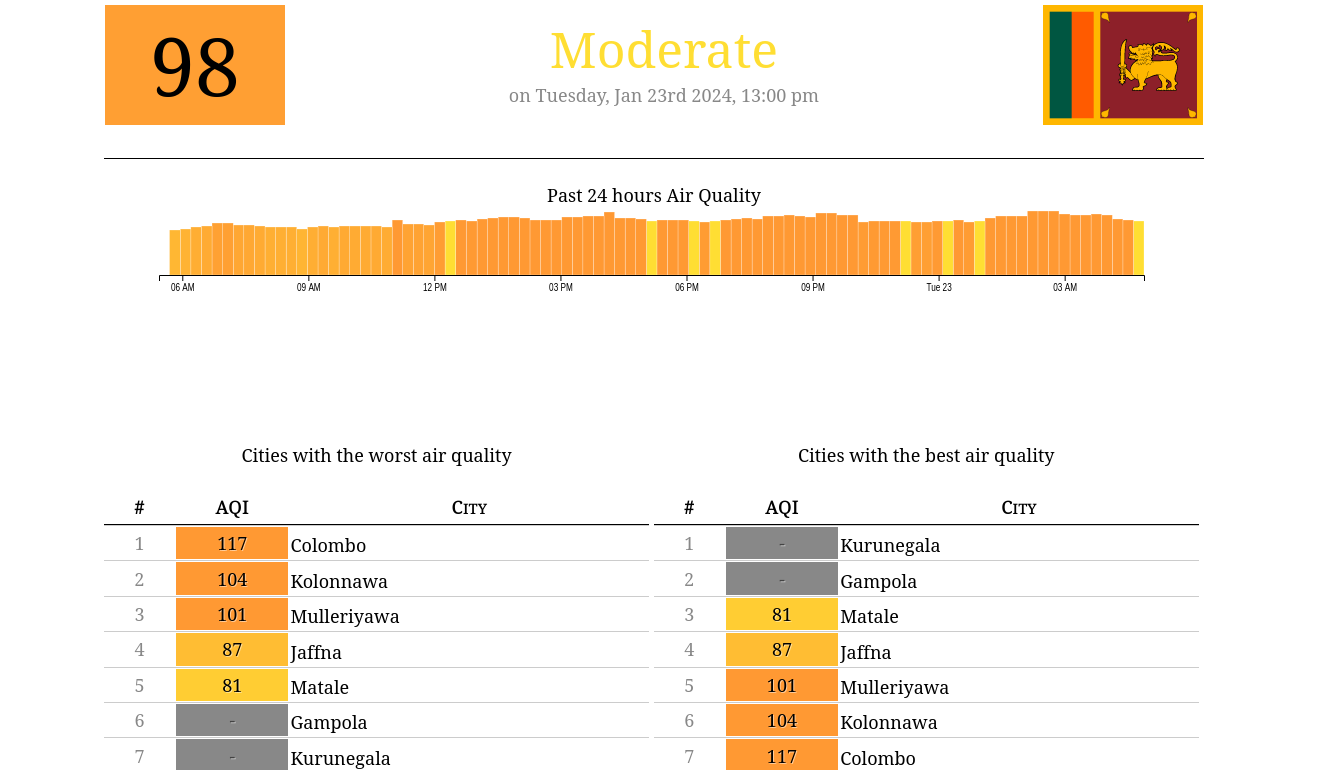 98
Moderate
on Tuesday, Jan 23rd 2024, 13:00 pm
Past 24 hours Air Quality
06 AM 09 AM 12 PM 03 PM 06 PM 09 PM Tue 23 03 AM
Cities with the worst air quality
# AQI City
1 117 Colombo
2 104 Kolonnawa
3 101 Mulleriyawa
4 87 Jaffna
5 81 Matale
6 - Gampola
7 - Kurunegala
Cities with the best air quality
# AQI City
1 - Kurunegala
2 - Gampola
3 81 Matale
4 87 Jaffna
5 101 Mulleriyawa
6 104 Kolonnawa
7 117 Colombo